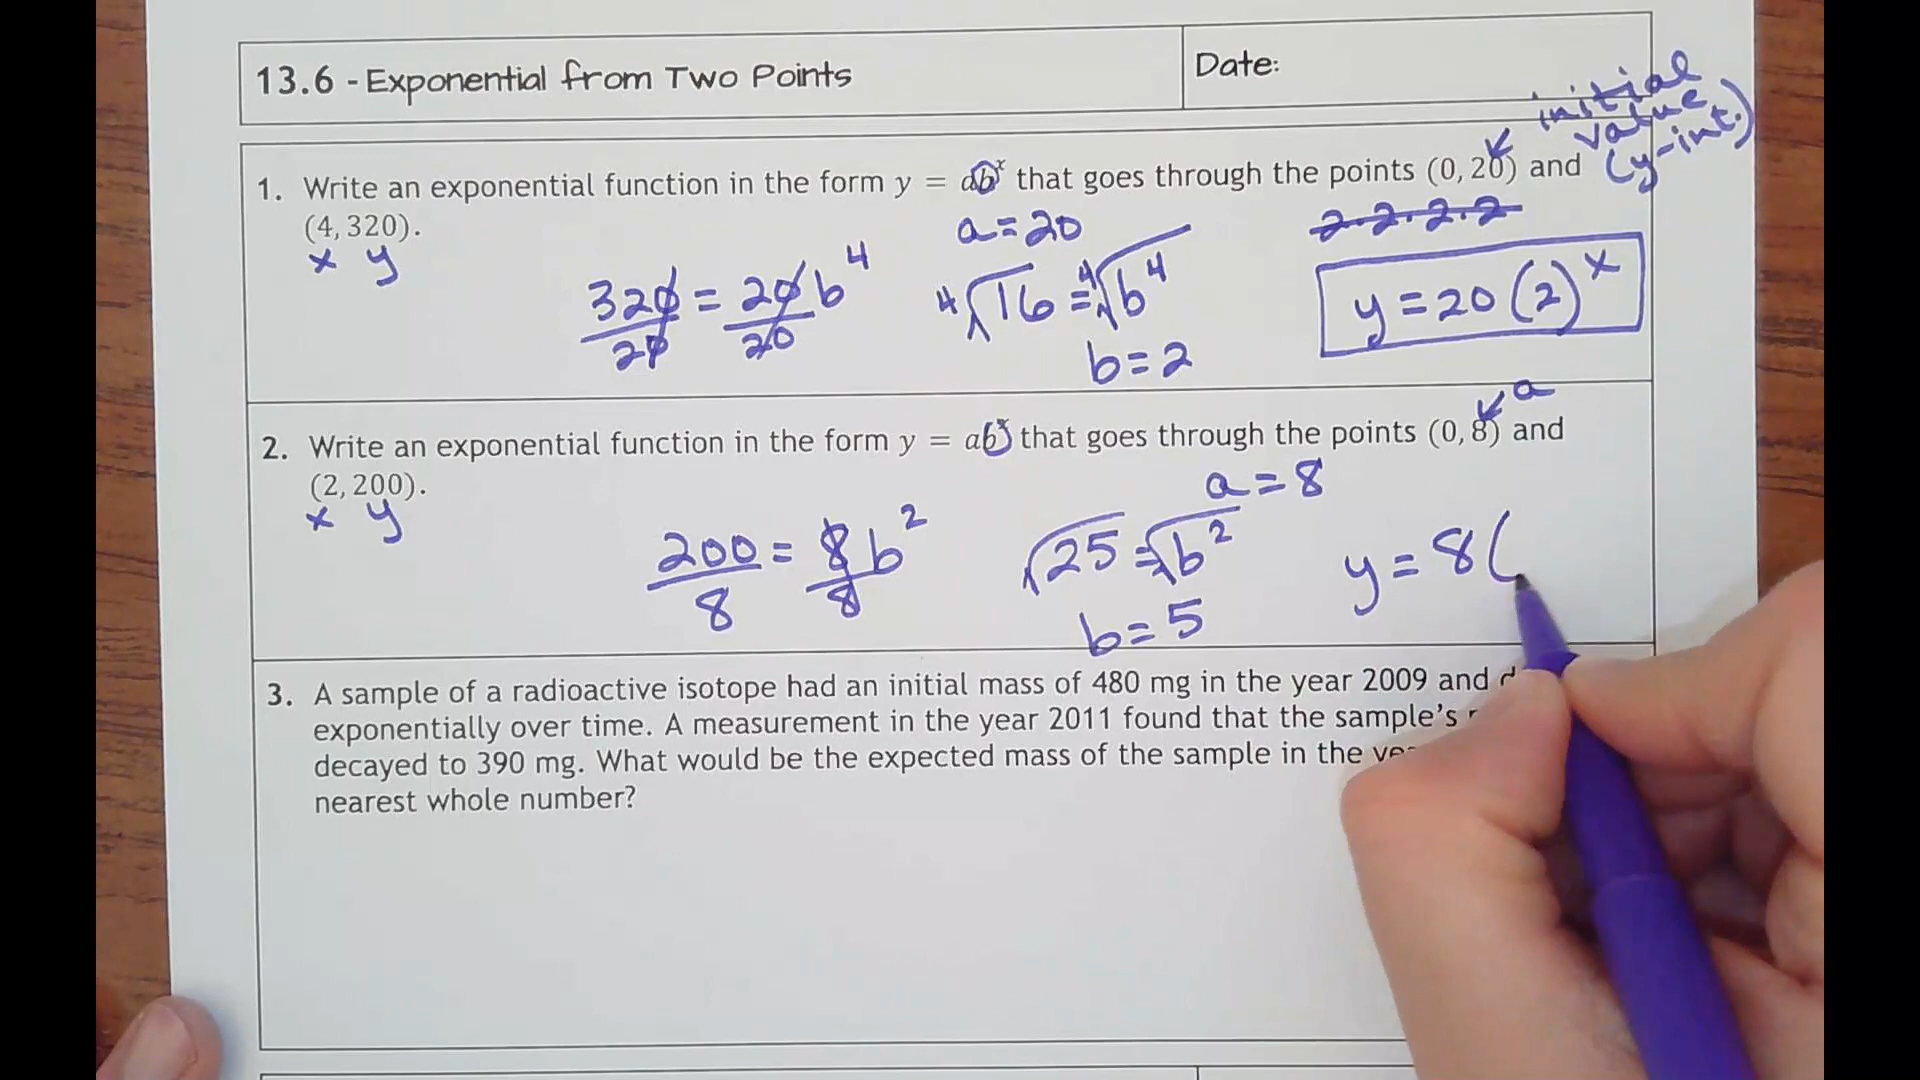 13.6 - Exponential from Two Points
Date:
initial
value
(y-int.)
1. Write an exponential function in the form y = ab^x that goes through the points (0, 20) and
(4, 320).
x y
a = 20
2·2·2·2
320/20 = 20b^4/20
⁴√16 = ⁴√b^4
b = 2
y = 20(2)^x
a
2. Write an exponential function in the form y = ab^x that goes through the points (0, 8) and
(2, 200).
x y
a = 8
200/8 = 8b^2/8
√25 = √b^2
b = 5
y = 8(
3. A sample of a radioactive isotope had an initial mass of 480 mg in the year 2009 and
exponentially over time. A measurement in the year 2011 found that the sample’s
decayed to 390 mg. What would be the expected mass of the sample in the
nearest whole number?